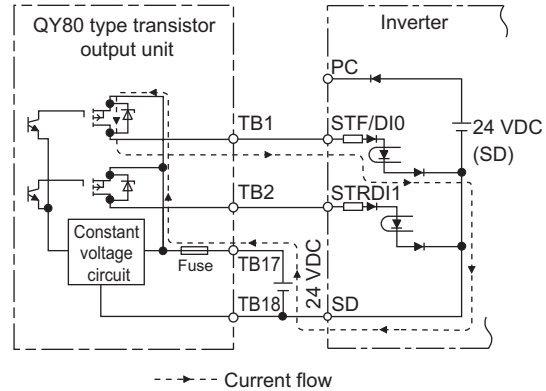 QY80 type transistor
output unit
Inverter
PC
TB1
STF/DI0
24 VDC
(SD)
TB2
STRDI1
Constant
voltage
circuit
Fuse
TB17
24 VDC
TB18
SD
Current flow